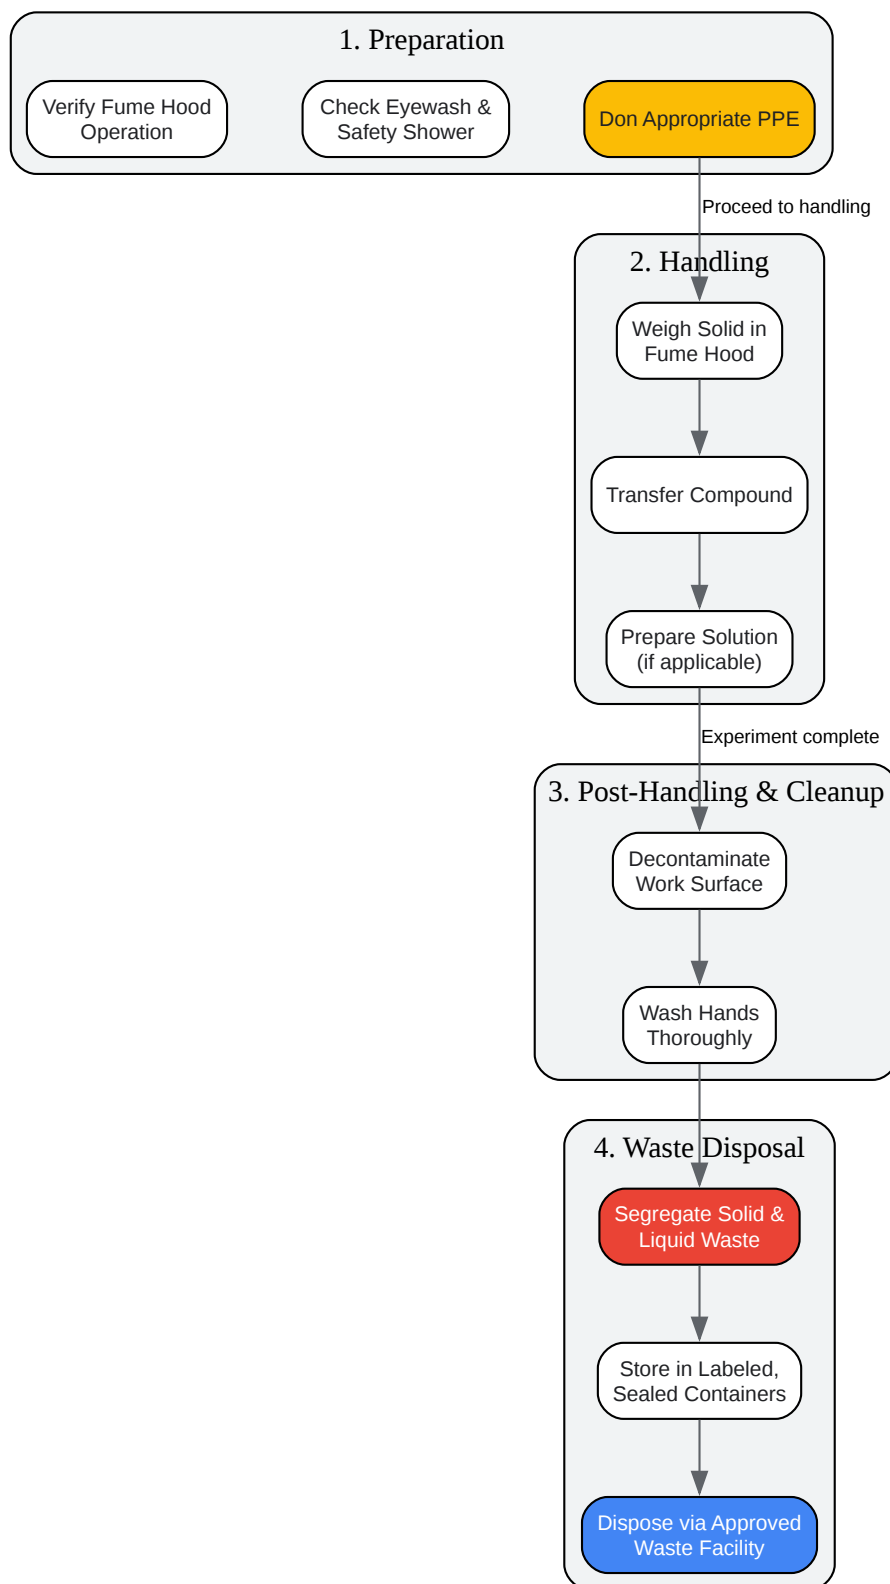 1. Preparation
Verify Fume Hood
Operation
Check Eyewash &
Safety Shower
Don Appropriate PPE
Proceed to handling
2. Handling
Weigh Solid in
Fume Hood
Transfer Compound
Prepare Solution
(if applicable)
Experiment complete
3. Post-Handling & Cleanup
Decontaminate
Work Surface
Wash Hands
Thoroughly
4. Waste Disposal
Segregate Solid &
Liquid Waste
Store in Labeled,
Sealed Containers
Dispose via Approved
Waste Facility